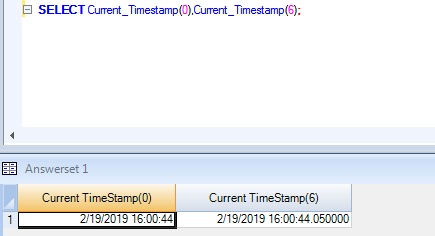 SELECT Current_Timestamp(0),Current_Timestamp(6);
Answerset 1
Current TimeStamp(0) Current TimeStamp(6)
1 2/19/2019 16:00:44 2/19/2019 16:00:44.050000